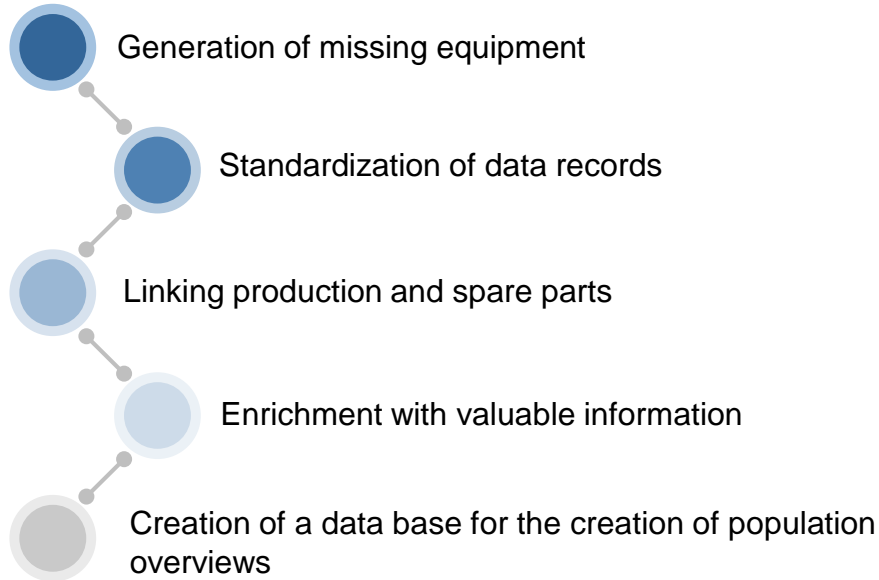 Generation of missing equipment
Standardization of data records
Linking production and spare parts
Enrichment with valuable information
Creation of a data base for the creation of population
overviews